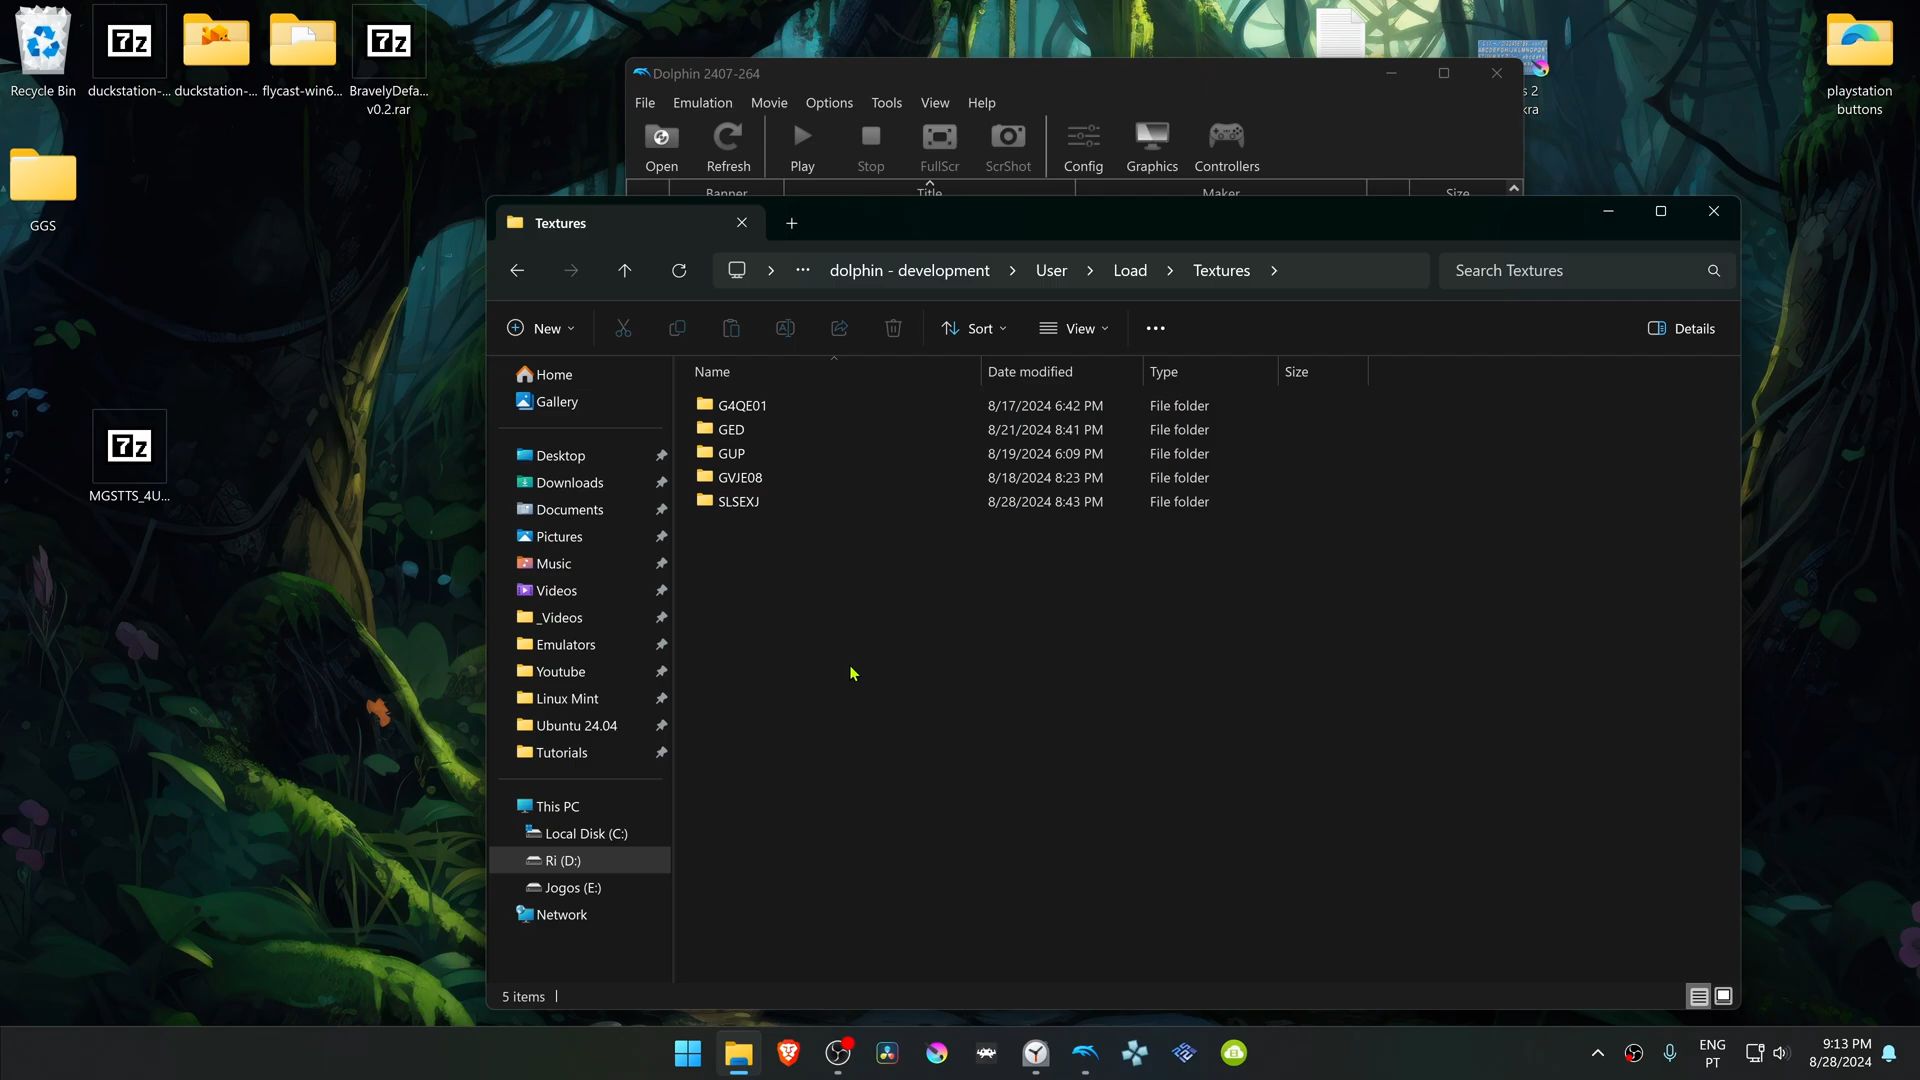 Recycle Bin
duckstation-...
duckstation-...
flycast-win6...
BravelyDefa...
v0.2.rar
GGS
MGSTTS_4U...
s 2
kra
playstation
buttons
Dolphin 2407-264
File Emulation Movie Options Tools View Help
Open Refresh Play Stop FullScr ScrShot Config Graphics Controllers
Banner Title Maker Size
Textures
dolphin - development > User > Load > Textures >
Search Textures
New Sort View Details
Name Date modified Type Size
G4QE01 8/17/2024 6:42 PM File folder
GED 8/21/2024 8:41 PM File folder
GUP 8/19/2024 6:09 PM File folder
GVJE08 8/18/2024 8:23 PM File folder
SLSEXJ 8/28/2024 8:43 PM File folder
Home
Gallery
Desktop
Downloads
Documents
Pictures
Music
Videos
_Videos
Emulators
Youtube
Linux Mint
Ubuntu 24.04
Tutorials
This PC
Local Disk (C:)
Ri (D:)
Jogos (E:)
Network
5 items
ENG
PT
9:13 PM
8/28/2024